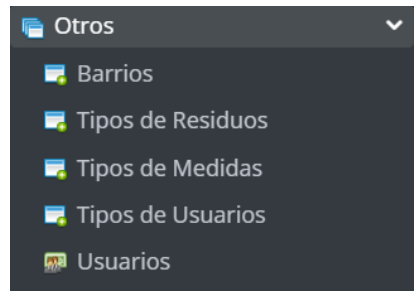 Otros
Barrios
Tipos de Residuos
Tipos de Medidas
Tipos de Usuarios
Usuarios